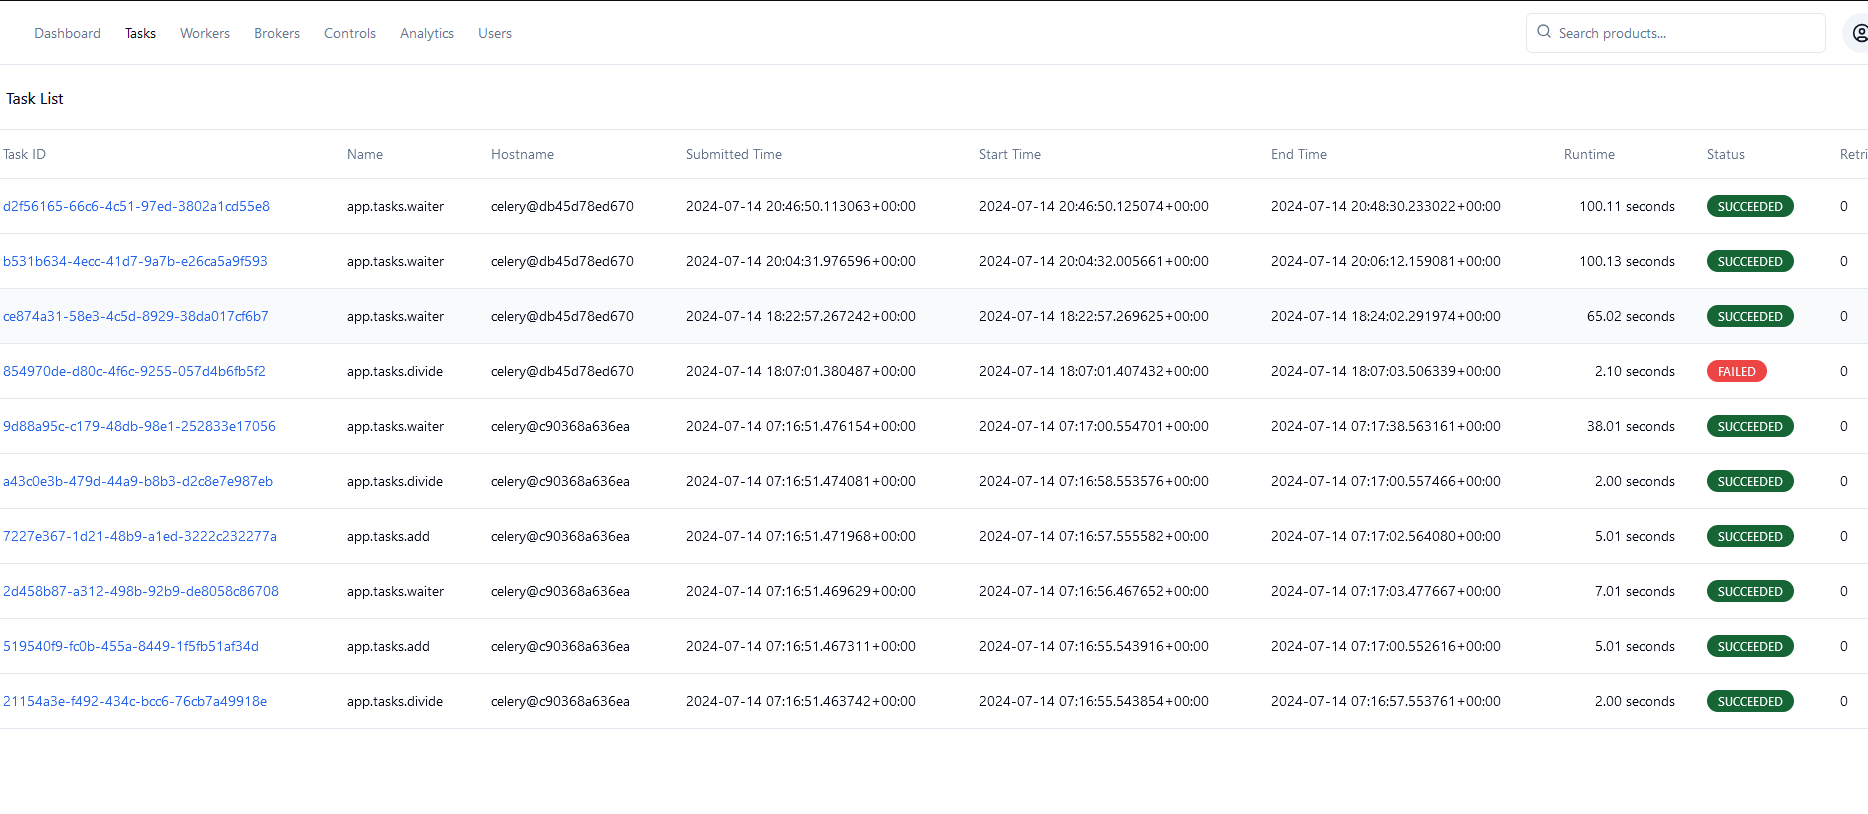 Dashboard Tasks Workers Brokers Controls Analytics Users Search products...
Task List
Task ID Name Hostname Submitted Time Start Time End Time Runtime Status Retri
d2f56165-66c6-4c51-97ed-3802a1cd55e8 app.tasks.waiter celery@db45d78ed670 2024-07-14 20:46:50.113063+00:00 2024-07-14 20:46:50.125074+00:00 2024-07-14 20:48:30.233022+00:00 100.11 seconds SUCCEEDED 0
b531b634-4ecc-41d7-9a7b-e26ca5a9f593 app.tasks.waiter celery@db45d78ed670 2024-07-14 20:04:31.976596+00:00 2024-07-14 20:04:32.005661+00:00 2024-07-14 20:06:12.159081+00:00 100.13 seconds SUCCEEDED 0
ce874a31-58e3-4c5d-8929-38da017cf6b7 app.tasks.waiter celery@db45d78ed670 2024-07-14 18:22:57.267242+00:00 2024-07-14 18:22:57.269625+00:00 2024-07-14 18:24:02.291974+00:00 65.02 seconds SUCCEEDED 0
854970de-d80c-4f6c-9255-057d4b6fb5f2 app.tasks.divide celery@db45d78ed670 2024-07-14 18:07:01.380487+00:00 2024-07-14 18:07:01.407432+00:00 2024-07-14 18:07:03.506339+00:00 2.10 seconds FAILED 0
9d88a95c-c179-48db-98e1-252833e17056 app.tasks.waiter celery@c90368a636ea 2024-07-14 07:16:51.476154+00:00 2024-07-14 07:17:00.554701+00:00 2024-07-14 07:17:38.563161+00:00 38.01 seconds SUCCEEDED 0
a43c0e3b-479d-44a9-b8b3-d2c8e7e987eb app.tasks.divide celery@c90368a636ea 2024-07-14 07:16:51.474081+00:00 2024-07-14 07:16:58.553576+00:00 2024-07-14 07:17:00.557466+00:00 2.00 seconds SUCCEEDED 0
7227e367-1d21-48b9-a1ed-3222c232277a app.tasks.add celery@c90368a636ea 2024-07-14 07:16:51.471968+00:00 2024-07-14 07:16:57.555582+00:00 2024-07-14 07:17:02.564080+00:00 5.01 seconds SUCCEEDED 0
2d458b87-a312-498b-92b9-de8058c86708 app.tasks.waiter celery@c90368a636ea 2024-07-14 07:16:51.469629+00:00 2024-07-14 07:16:56.467652+00:00 2024-07-14 07:17:03.477667+00:00 7.01 seconds SUCCEEDED 0
519540f9-fc0b-455a-8449-1f5fb51af34d app.tasks.add celery@c90368a636ea 2024-07-14 07:16:51.467311+00:00 2024-07-14 07:16:55.543916+00:00 2024-07-14 07:17:00.552616+00:00 5.01 seconds SUCCEEDED 0
21154a3e-f492-434c-bcc6-76cb7a49918e app.tasks.divide celery@c90368a636ea 2024-07-14 07:16:51.463742+00:00 2024-07-14 07:16:55.543854+00:00 2024-07-14 07:16:57.553761+00:00 2.00 seconds SUCCEEDED 0